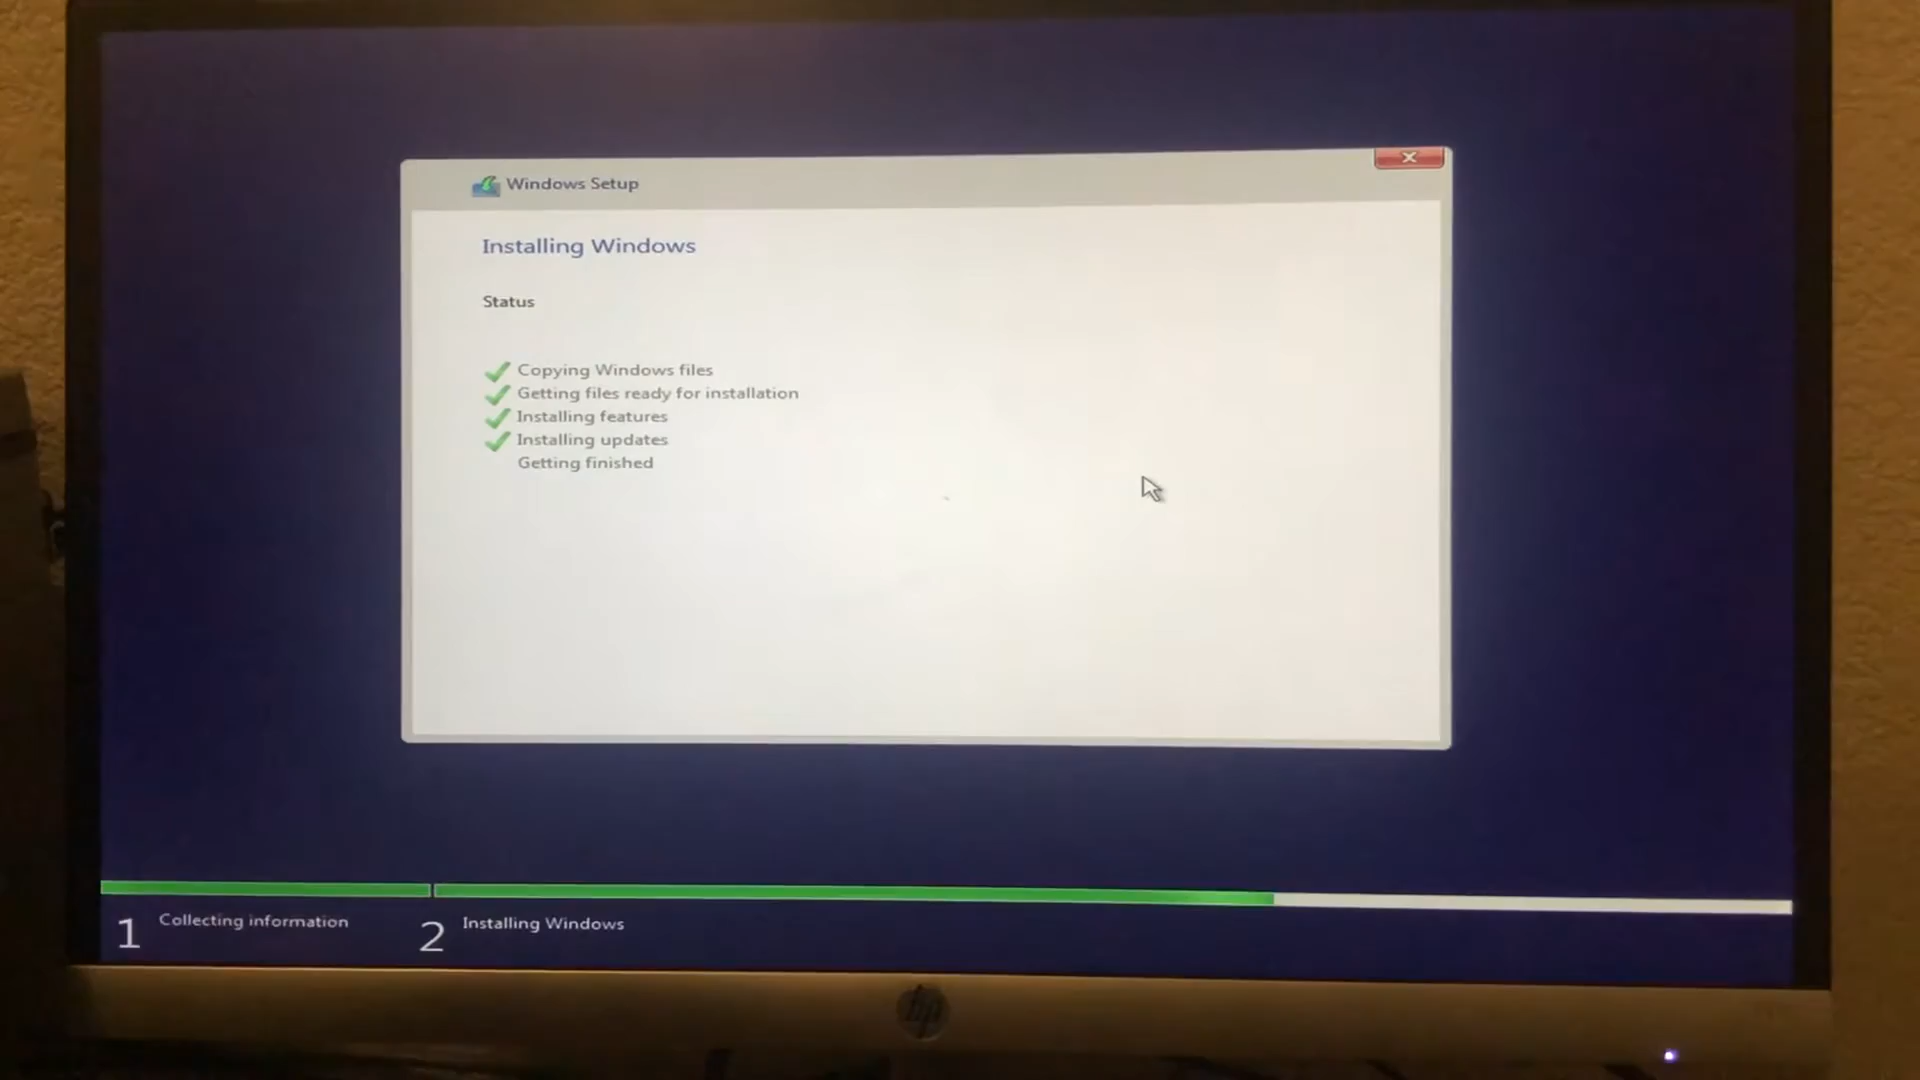 Windows Setup
Installing Windows
Status
Copying Windows files
Getting files ready for installation
Installing features
Installing updates
Getting finished
1 Collecting information
2 Installing Windows
hp